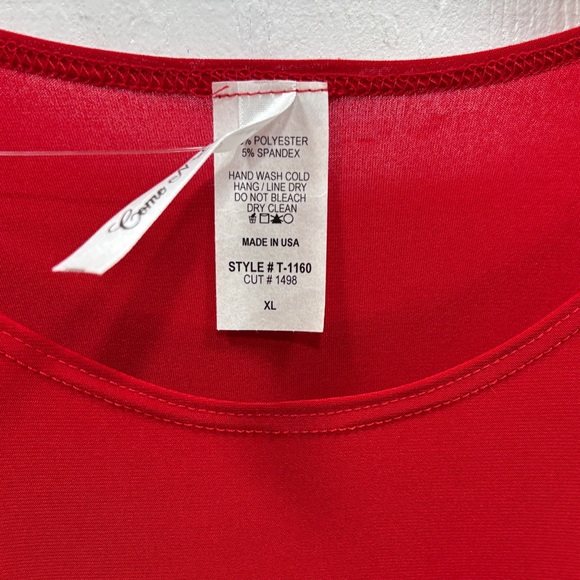 Como
% POLYESTER
5% SPANDEX
HAND WASH COLD
HANG / LINE DRY
DO NOT BLEACH
DRY CLEAN
MADE IN USA
STYLE # T-1160
CUT # 1498
XL